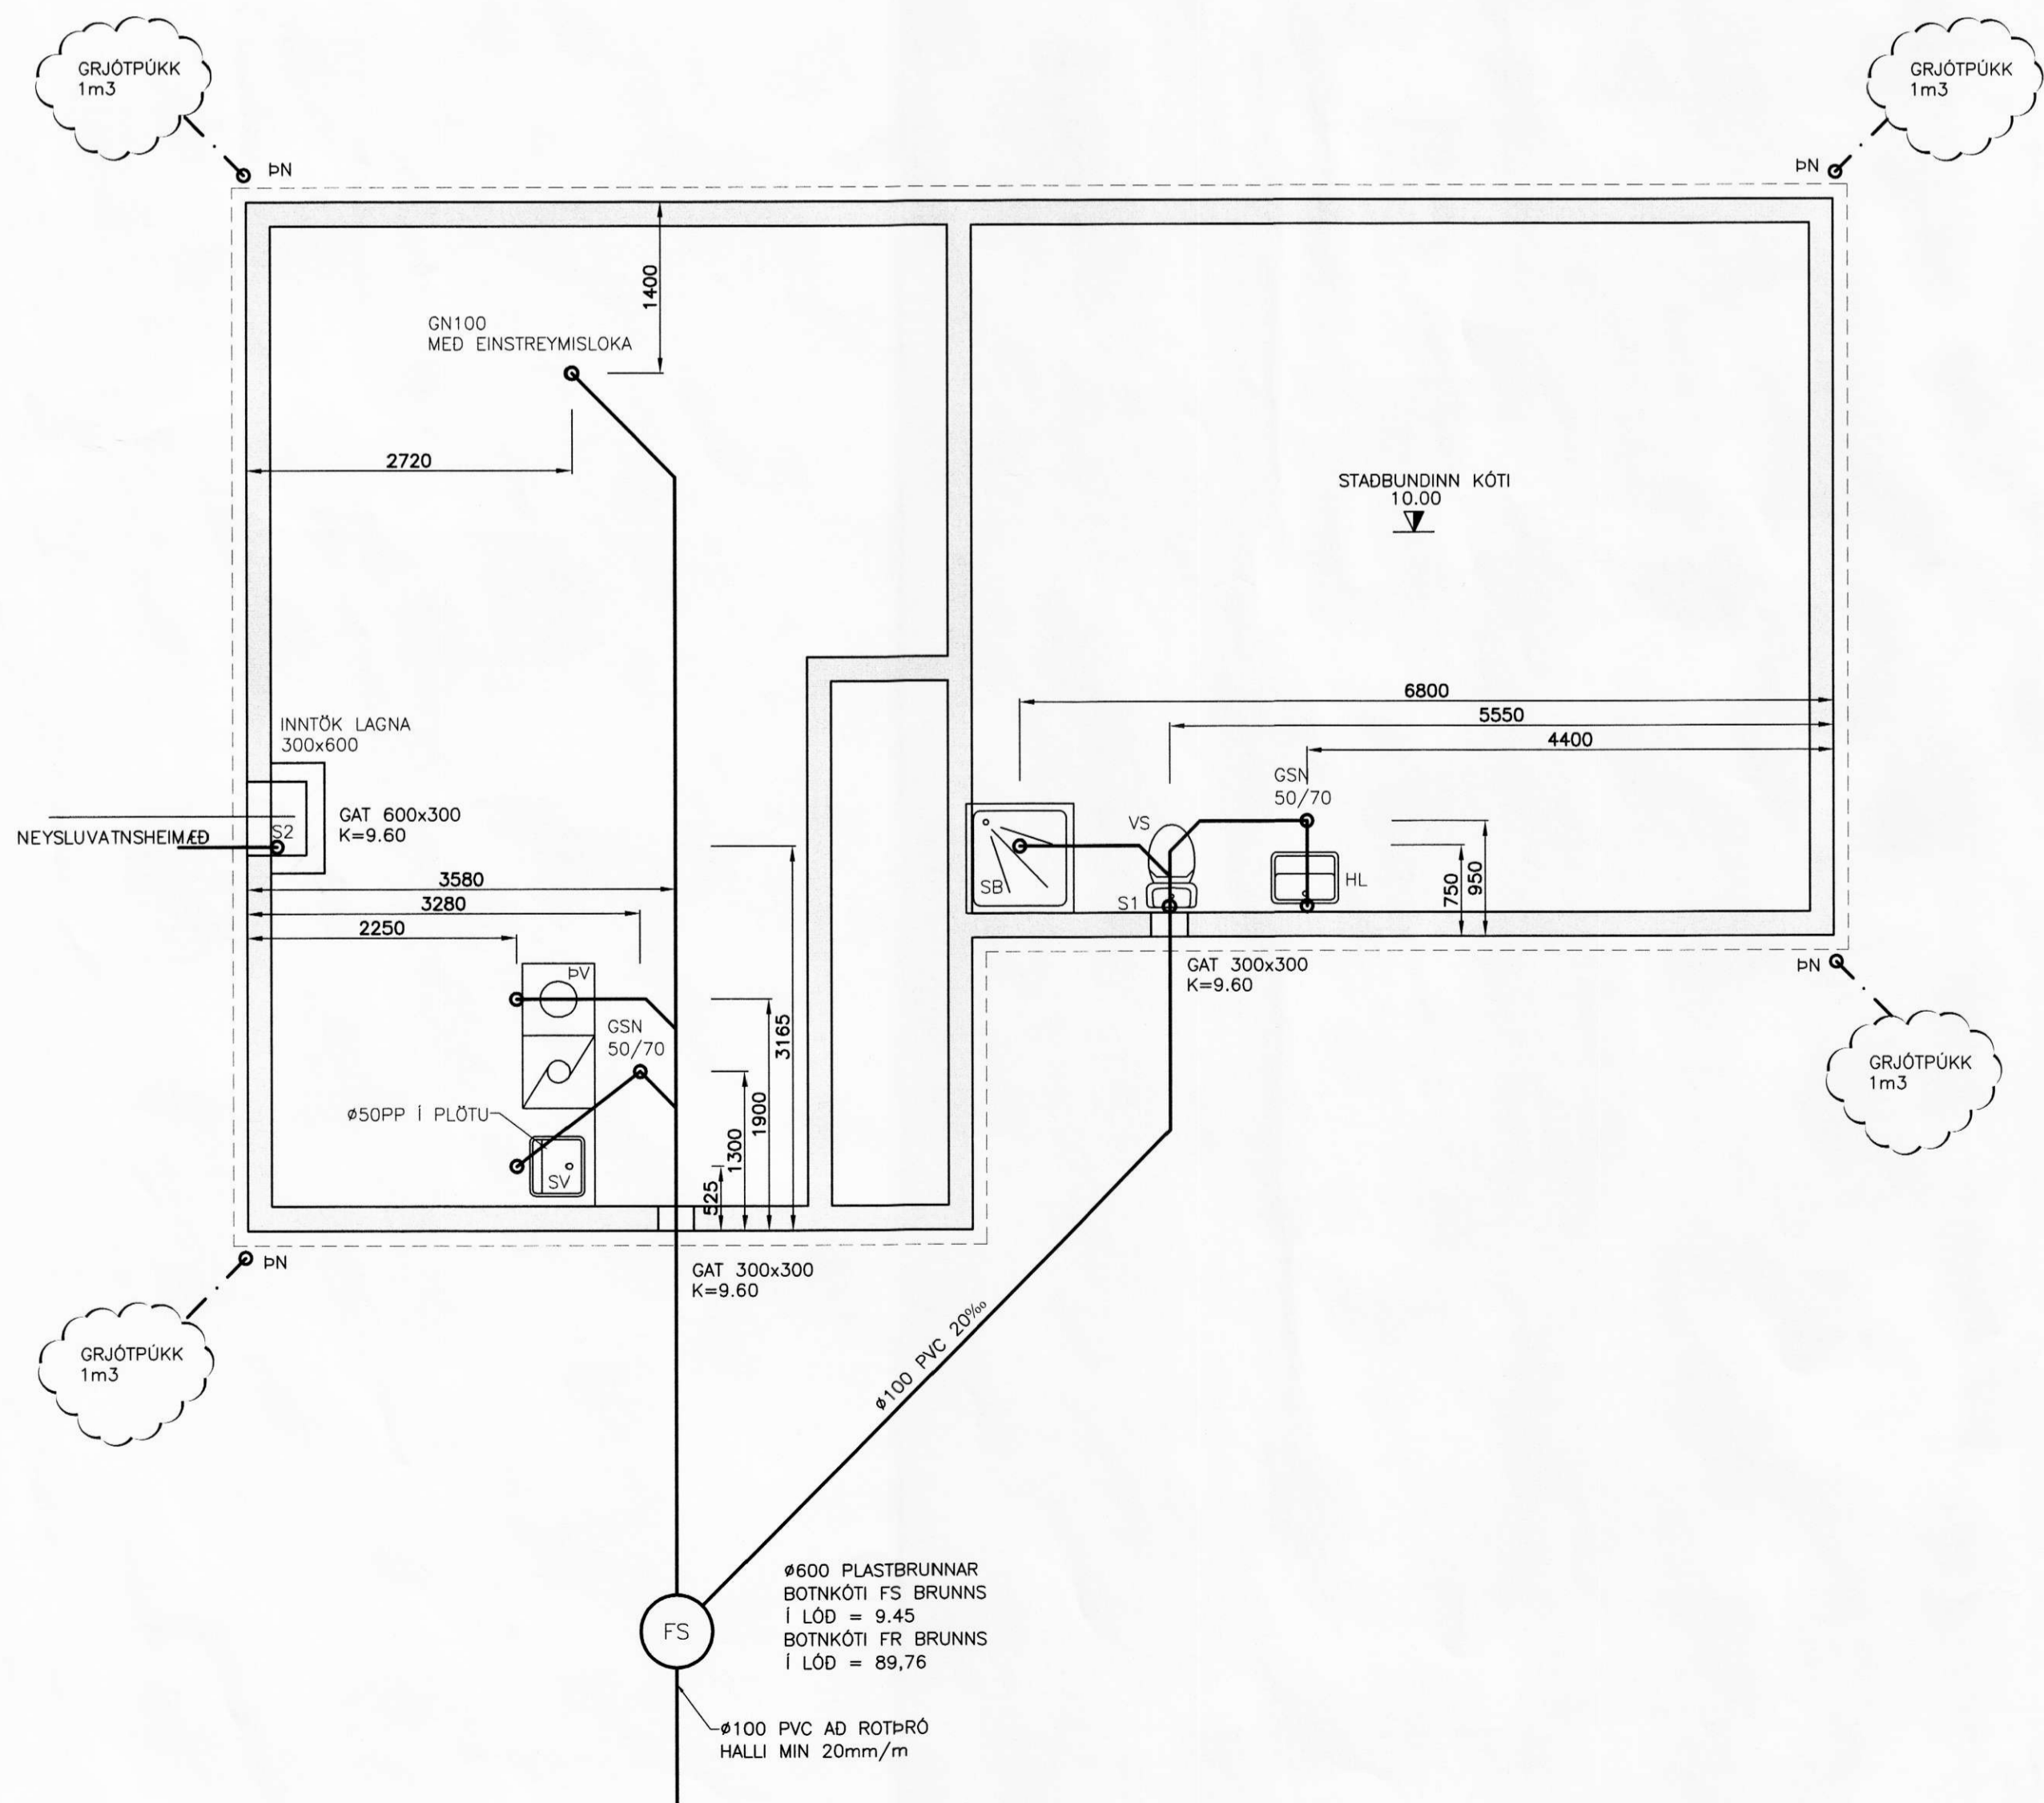 GRJÓTPÚKK
1m3
GRJÓTPÚKK
1m3
ÞN
ÞN
1400
GN100
MEÐ EINSTREYMISLOKA
2720
STAÐBUNDINN KÓTI
10.00
6800
5550
4400
INNTÖK LAGNA
300x600
GSN
50/70
GAT 600x300
K=9.60
S2
NEYSLUVATNSHEIMÆÐ
VS
SB
S1
HL
750
950
3580
3280
2250
GAT 300x300
K=9.60
ÞN
ÞV
GSN
50/70
3165
1900
1300
525
ø50PP Í PLÖTU
SV
GRJÓTPÚKK
1m3
ÞN
GAT 300x300
K=9.60
GRJÓTPÚKK
1m3
ø100 PVC 20‰
ø600 PLASTBRUNNAR
BOTNKÓTI FS BRUNNS
Í LÓÐ = 9.45
BOTNKÓTI FR BRUNNS
Í LÓÐ = 89,76
FS
ø100 PVC AÐ ROTÞRÓ
HALLI MIN 20mm/m